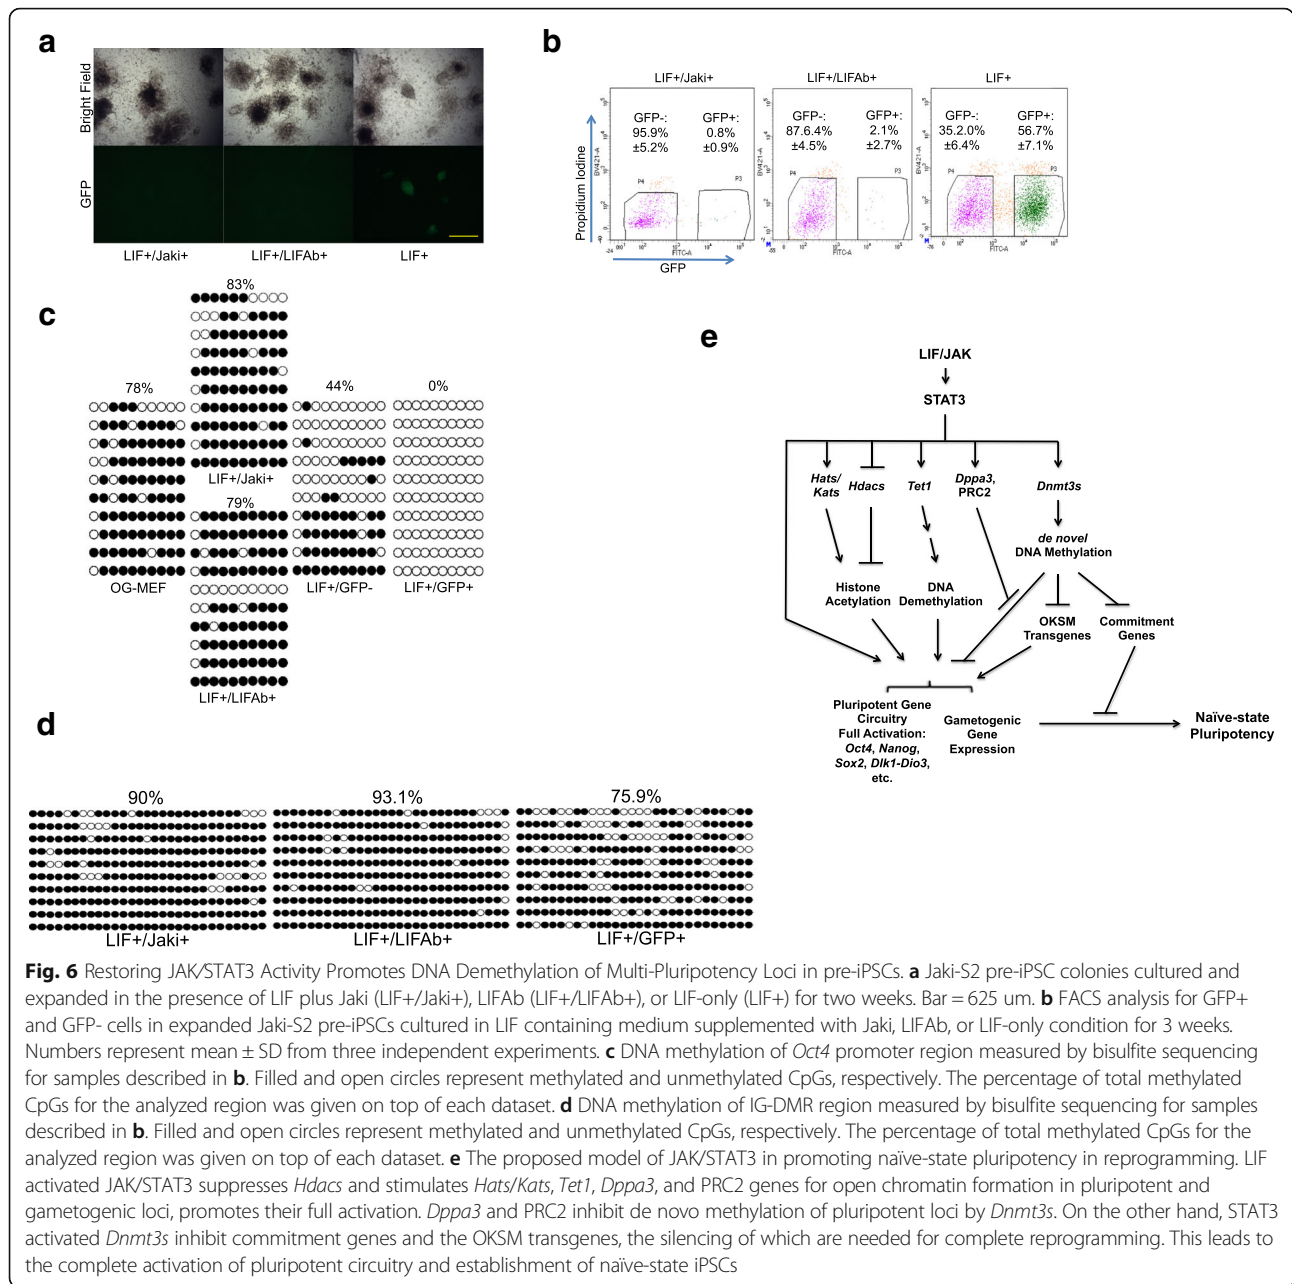 a
Bright Field
GFP
LIF+/Jaki+
LIF+/LIFAb+
LIF+
b
LIF+/Jaki+
LIF+/LIFAb+
LIF+
GFP-:
95.9%
±5.2%
GFP+:
0.8%
±0.9%
GFP-:
87.6.4%
±4.5%
GFP+:
2.1%
±2.7%
GFP-:
35.2.0%
±6.4%
GFP+:
56.7%
±7.1%
Propidium Iodine
BV421-A
P4
P3
FITC-A
BV421-A
P4
P3
FITC-A
M
BV421-A
P4
P3
FITC-A
M
GFP
c
83%
LIF+/Jaki+
78%
OG-MEF
79%
LIF+/LIFAb+
44%
LIF+/GFP-
0%
LIF+/GFP+
d
90%
LIF+/Jaki+
93.1%
LIF+/LIFAb+
75.9%
LIF+/GFP+
e
LIF/JAK
STAT3
Hats/
Kats
Hdacs
Tet1
Dppa3,
PRC2
Dnmt3s
de novel
DNA Methylation
Histone
Acetylation
DNA
Demethylation
OKSM
Transgenes
Commitment
Genes
Pluripotent Gene
Circuitry
Full Activation:
Oct4, Nanog,
Sox2, Dlk1-Dio3,
etc.
Gametogenic
Gene
Expression
Naïve-state
Pluripotency
Fig. 6 Restoring JAK/STAT3 Activity Promotes DNA Demethylation of Multi-Pluripotency Loci in pre-iPSCs. a Jaki-S2 pre-iPSC colonies cultured and
expanded in the presence of LIF plus Jaki (LIF+/Jaki+), LIFAb (LIF+/LIFAb+), or LIF-only (LIF+) for two weeks. Bar = 625 um. b FACS analysis for GFP+
and GFP- cells in expanded Jaki-S2 pre-iPSCs cultured in LIF containing medium supplemented with Jaki, LIFAb, or LIF-only condition for 3 weeks.
Numbers represent mean ± SD from three independent experiments. c DNA methylation of Oct4 promoter region measured by bisulfite sequencing
for samples described in b. Filled and open circles represent methylated and unmethylated CpGs, respectively. The percentage of total methylated
CpGs for the analyzed region was given on top of each dataset. d DNA methylation of IG-DMR region measured by bisulfite sequencing for samples
described in b. Filled and open circles represent methylated and unmethylated CpGs, respectively. The percentage of total methylated CpGs for the
analyzed region was given on top of each dataset. e The proposed model of JAK/STAT3 in promoting naïve-state pluripotency in reprogramming. LIF
activated JAK/STAT3 suppresses Hdacs and stimulates Hats/Kats, Tet1, Dppa3, and PRC2 genes for open chromatin formation in pluripotent and
gametogenic loci, promotes their full activation. Dppa3 and PRC2 inhibit de novo methylation of pluripotent loci by Dnmt3s. On the other hand, STAT3
activated Dnmt3s inhibit commitment genes and the OKSM transgenes, the silencing of which are needed for complete reprogramming. This leads to
the complete activation of pluripotent circuitry and establishment of naïve-state iPSCs